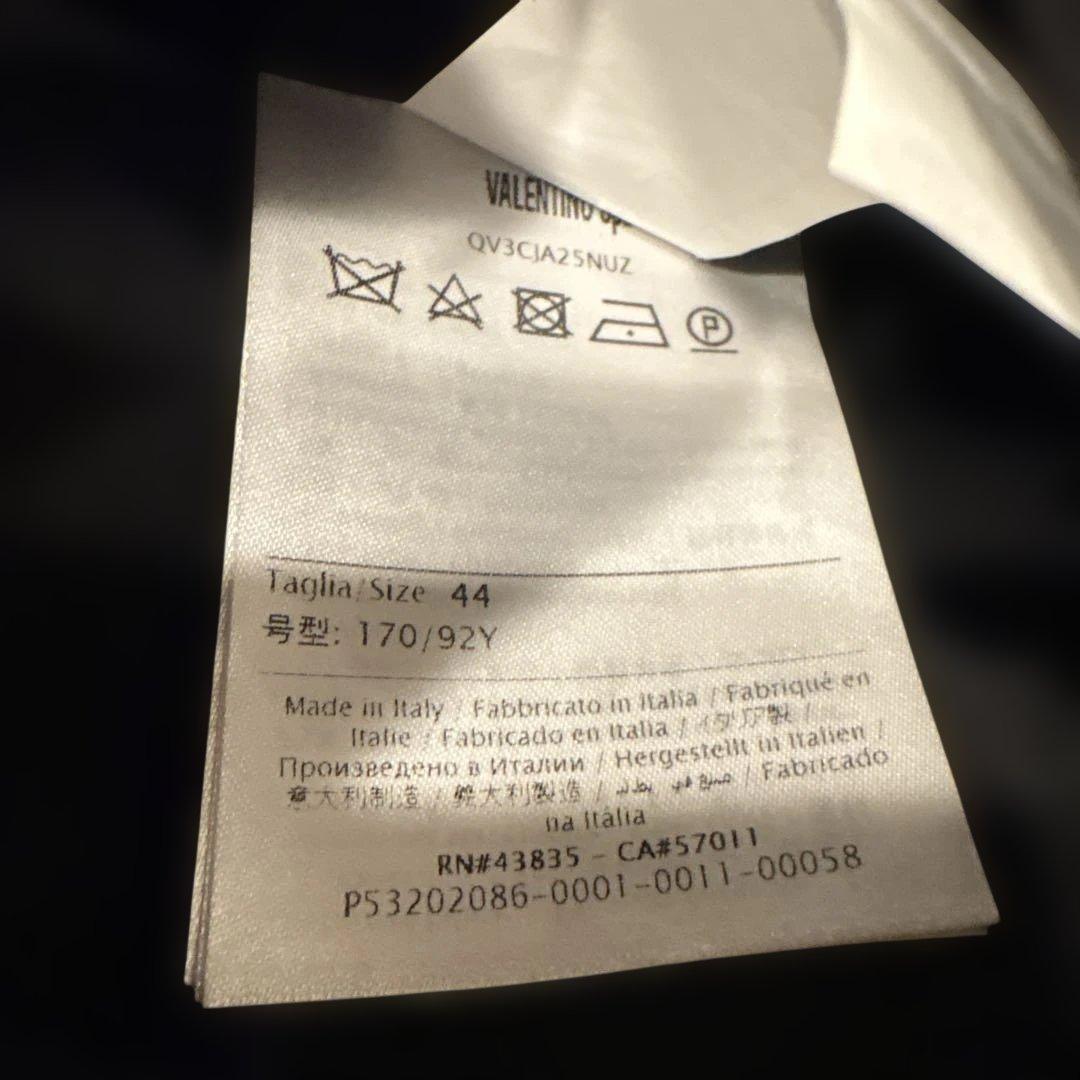 VALENTINO
QV3CJA25NUZ
P
Taglia/Size 44
号型: 170/92Y
Made in Italy / Fabbricato in Italia / Fabriqué en
Italie / Fabricado en Italia / イタリア製 /
Произведено в Италии / Hergestellt in Italien /
意大利制造 / 義大利製造 / / Fabricado
na Itália
RN#43835 - CA#57011
P53202086-0001-0011-00058